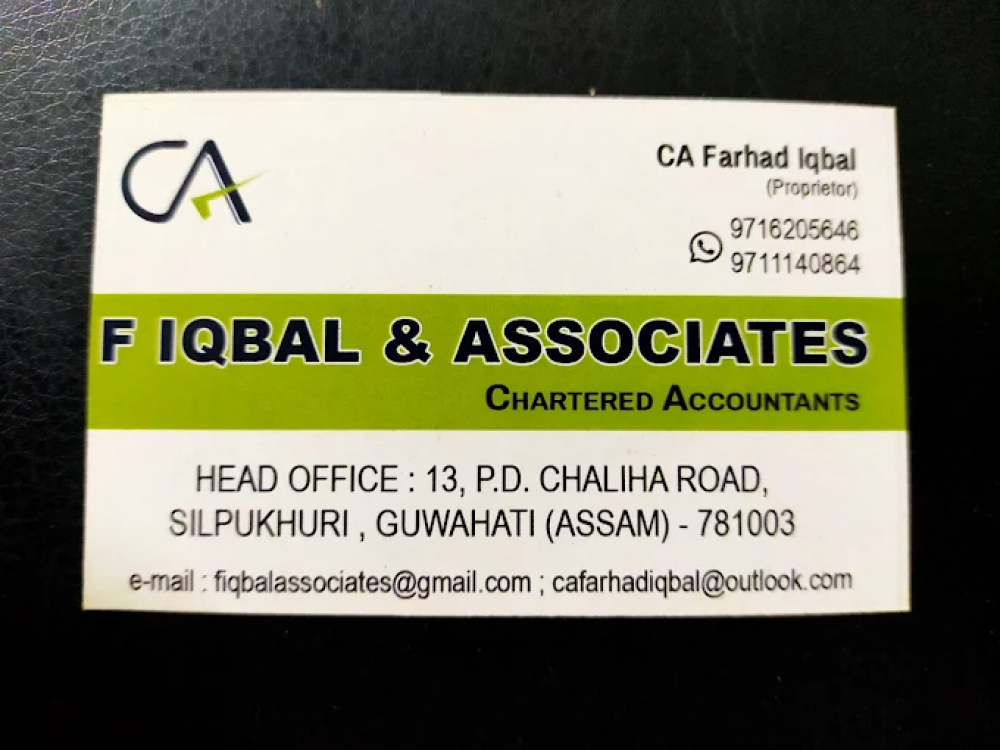 CA
CA Farhad Iqbal
(Proprietor)
9716205646
9711140864
F IQBAL & ASSOCIATES
CHARTERED ACCOUNTANTS
HEAD OFFICE : 13, P.D. CHALIHA ROAD,
SILPUKHURI , GUWAHATI (ASSAM) - 781003
e-mail : fiqbalassociates@gmail.com ; cafarhadiqbal@outlook.com